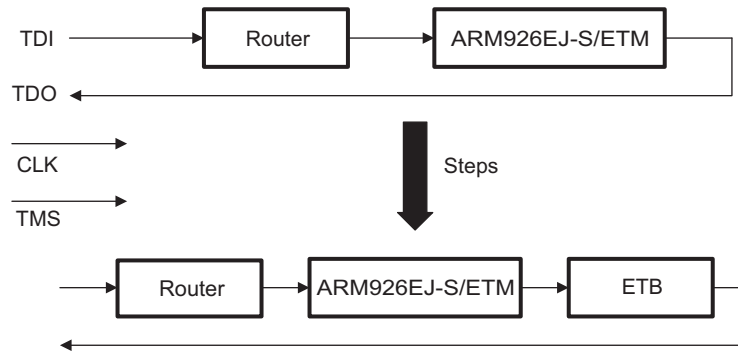 TDI
Router
ARM926EJ-S/ETM
TDO
CLK
Steps
TMS
Router
ARM926EJ-S/ETM
ETB